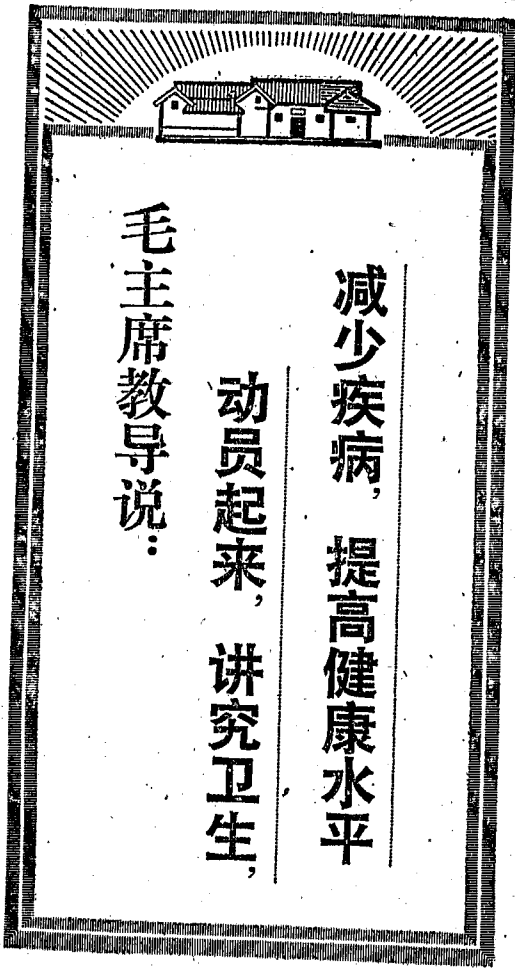 毛主席教导说：
动员起来，讲究卫生，
减少疾病，提高健康水平